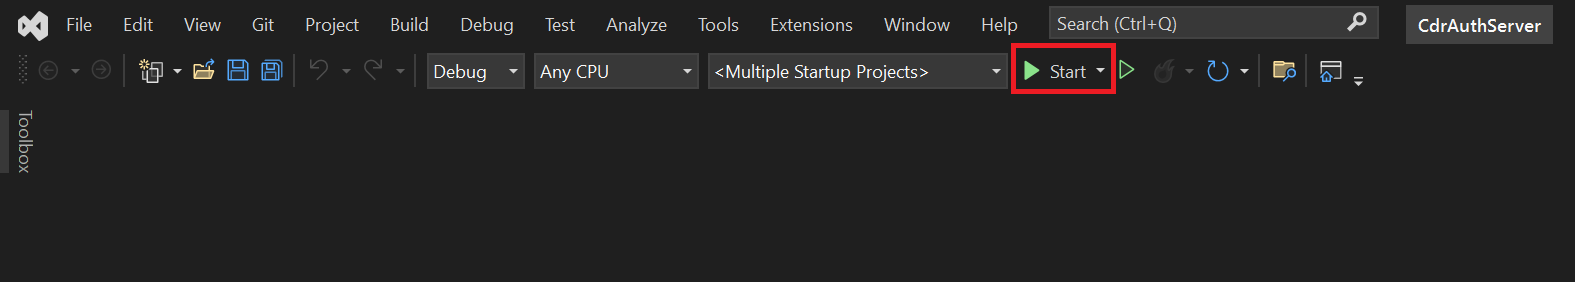 File Edit View Git Project Build Debug Test Analyze Tools Extensions Window Help Search (Ctrl+Q) CdrAuthServer
Debug Any CPU <Multiple Startup Projects> Start
Toolbox